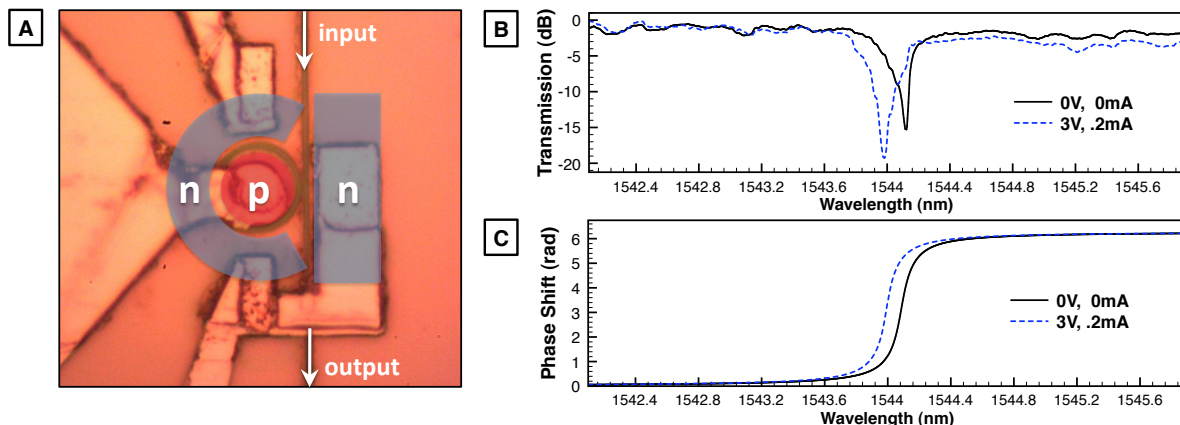 A
input
n
p
n
output
B
Transmission (dB)
0
-5
-10
-15
-20
0V, 0mA
3V, .2mA
1542.4 1542.8 1543.2 1543.6 1544 1544.4 1544.8 1545.2 1545.6
Wavelength (nm)
C
Phase Shift (rad)
6
5
4
3
2
1
0
0V, 0mA
3V, .2mA
1542.4 1542.8 1543.2 1543.6 1544 1544.4 1544.8 1545.2 1545.6
Wavelength (nm)